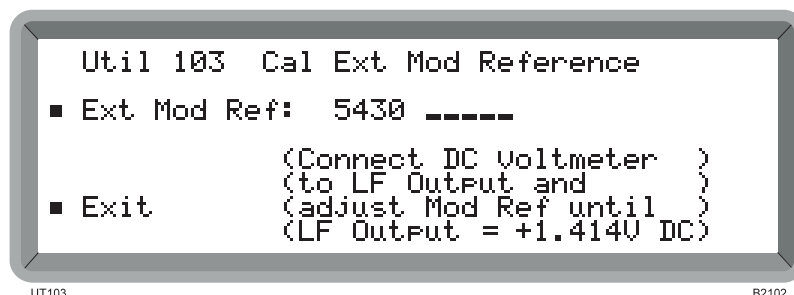 Util 103 Cal Ext Mod Reference
■ Ext Mod Ref: 5430 _____
(Connect DC Voltmeter )
(to LF Output and )
■ Exit (adjust Mod Ref until )
(LF Output = +1.414V DC)
UT103 B2102